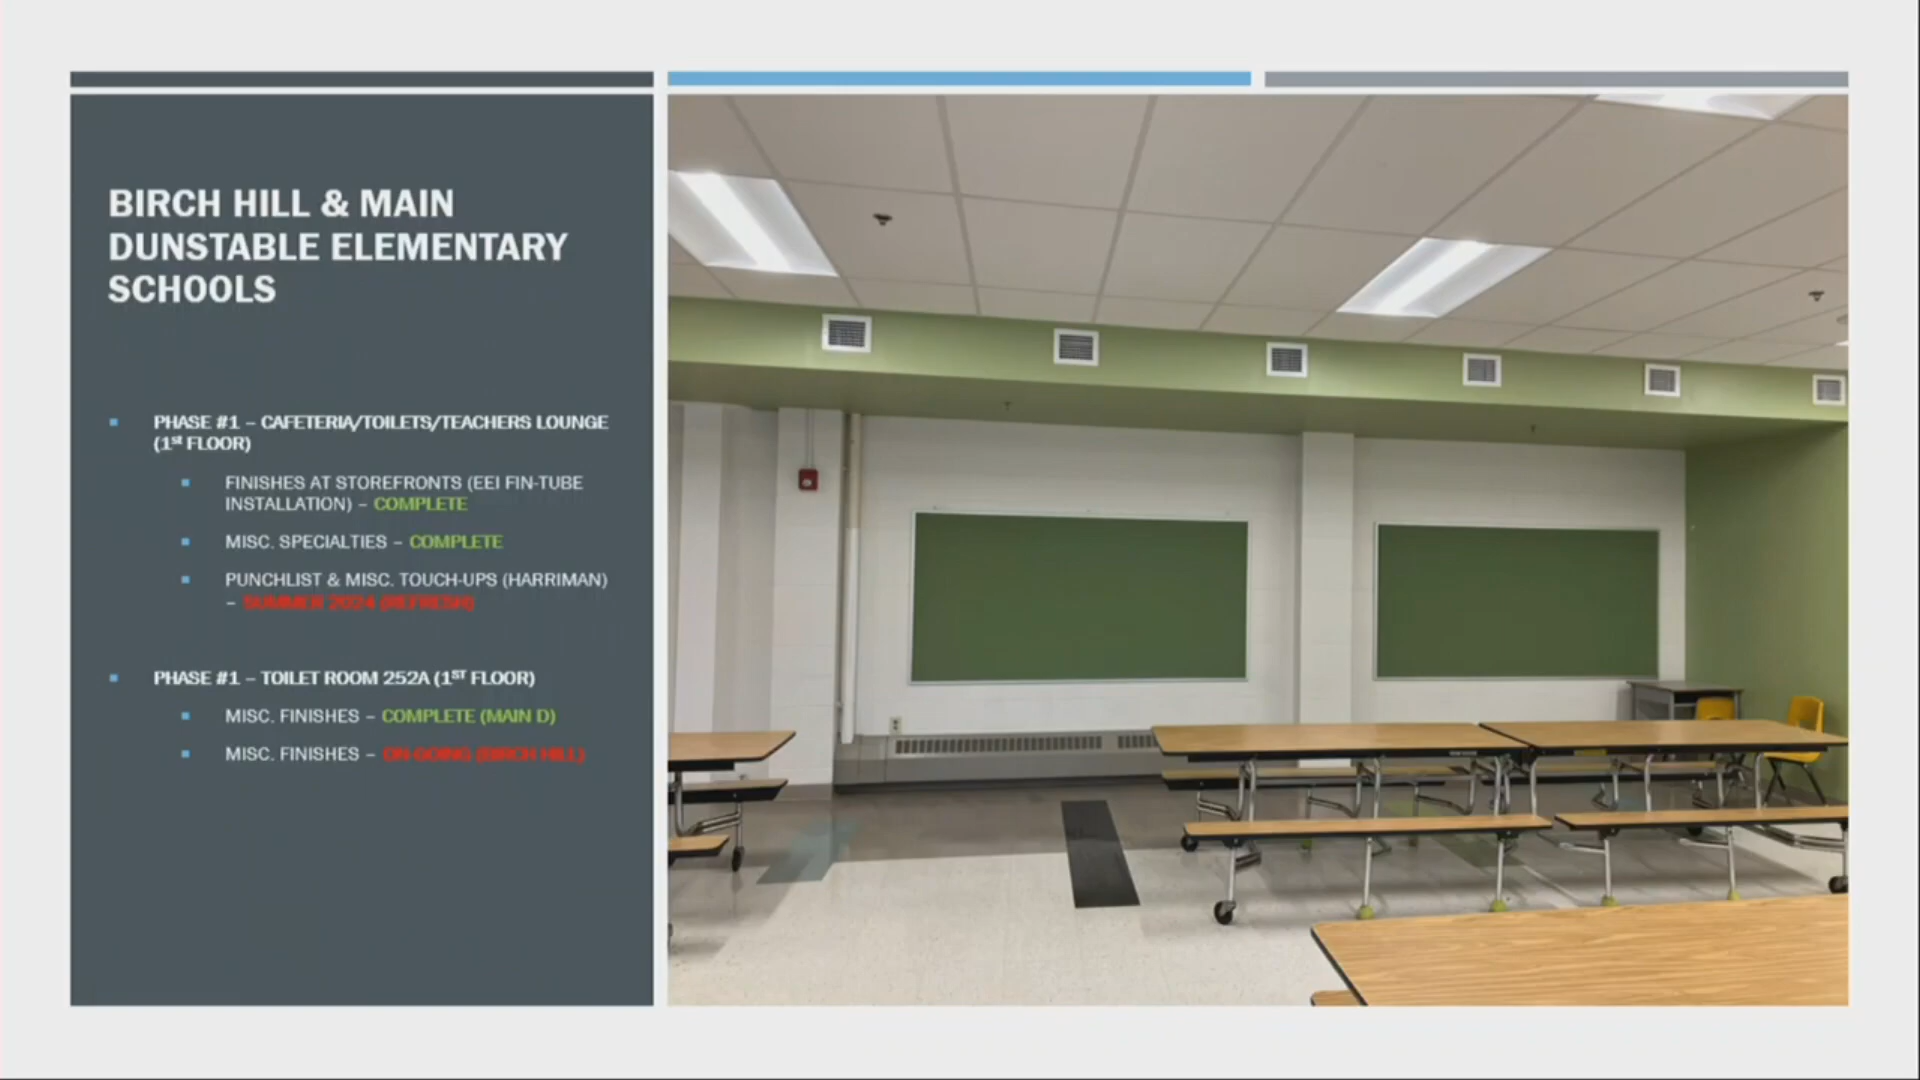 BIRCH HILL & MAIN
DUNSTABLE ELEMENTARY
SCHOOLS
PHASE #1 – CAFETERIA/TOILETS/TEACHERS LOUNGE
(1st FLOOR)
FINISHES AT STOREFRONTS (EEI FIN-TUBE
INSTALLATION) – COMPLETE
MISC. SPECIALTIES – COMPLETE
PUNCHLIST & MISC. TOUCH-UPS (HARRIMAN)
– SUMMER 2024 (REFRESH)
PHASE #1 – TOILET ROOM 252A (1ST FLOOR)
MISC. FINISHES – COMPLETE (MAIN D)
MISC. FINISHES – ON-GOING (BIRCH HILL)